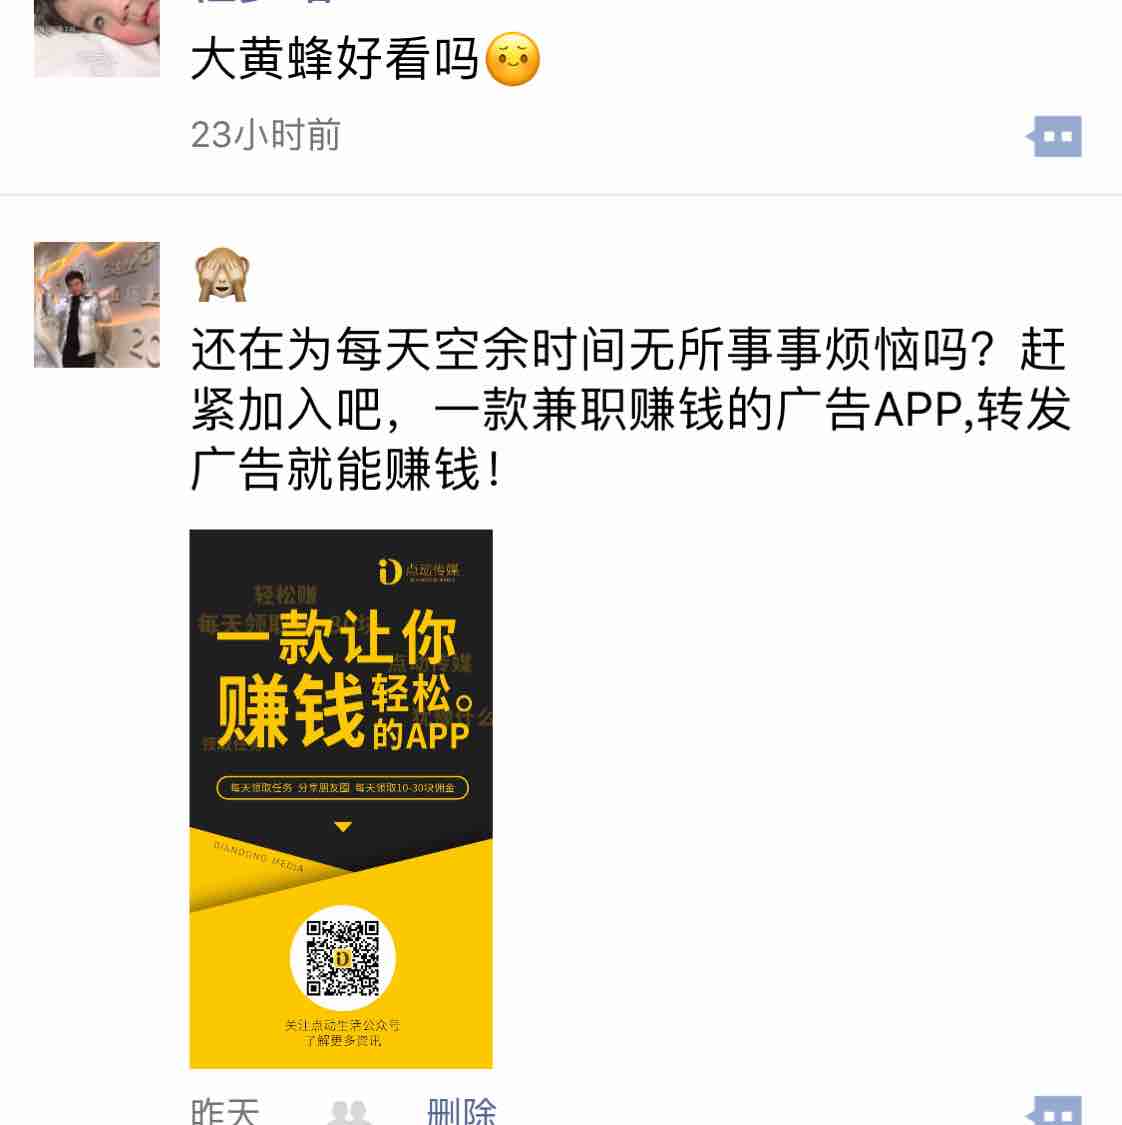 大黄蜂好看吗
23小时前
还在为每天空余时间无所事事烦恼吗？赶
紧加入吧，一款兼职赚钱的广告APP,转发
广告就能赚钱！
点动传媒
轻松赚
每天领取
一款让你
点动传媒
赚钱轻松。
的APP
每天领取任务 分享朋友圈 每天领取10-30块佣金
DIANDONG MEDIA
关注点动生活公众号
了解更多资讯
昨天 删除